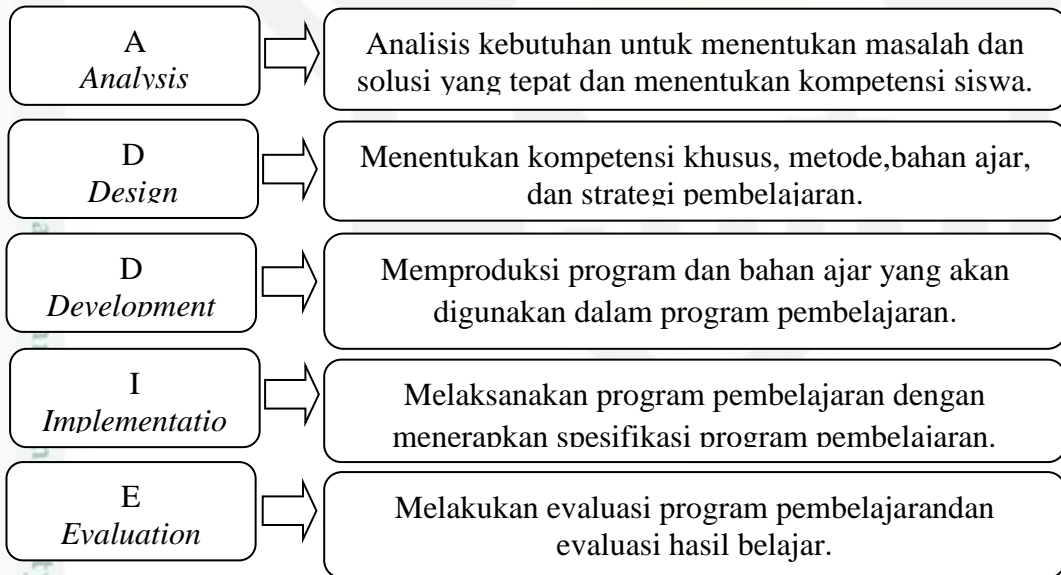 A
Analysis
Analisis kebutuhan untuk menentukan masalah dan
solusi yang tepat dan menentukan kompetensi siswa.
D
Design
Menentukan kompetensi khusus, metode,bahan ajar,
dan strategi pembelajaran.
D
Development
Memproduksi program dan bahan ajar yang akan
digunakan dalam program pembelajaran.
I
Implementatio
Melaksanakan program pembelajaran dengan
menerapkan spesifikasi program pembelajaran.
E
Evaluation
Melakukan evaluasi program pembelajarandan
evaluasi hasil belajar.